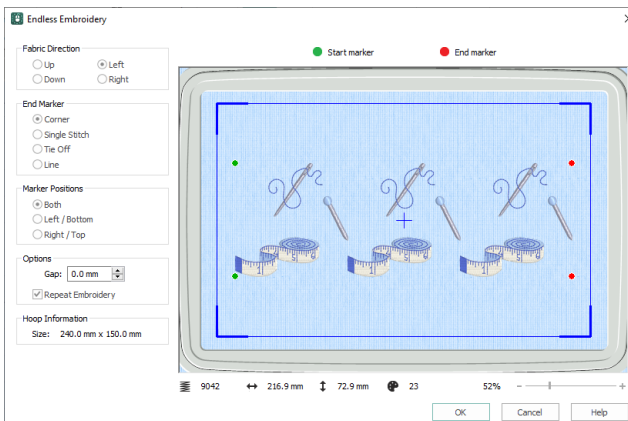 Endless Embroidery
Fabric Direction
Up Left
Down Right
End Marker
Corner
Single Stitch
Tie Off
Line
Marker Positions
Both
Left / Bottom
Right / Top
Options
Gap: 0.0 mm
Repeat Embroidery
Hoop Information
Size: 240.0 mm x 150.0 mm
Start marker End marker
9042 216.9 mm 72.9 mm 23 52% - +
OK Cancel Help